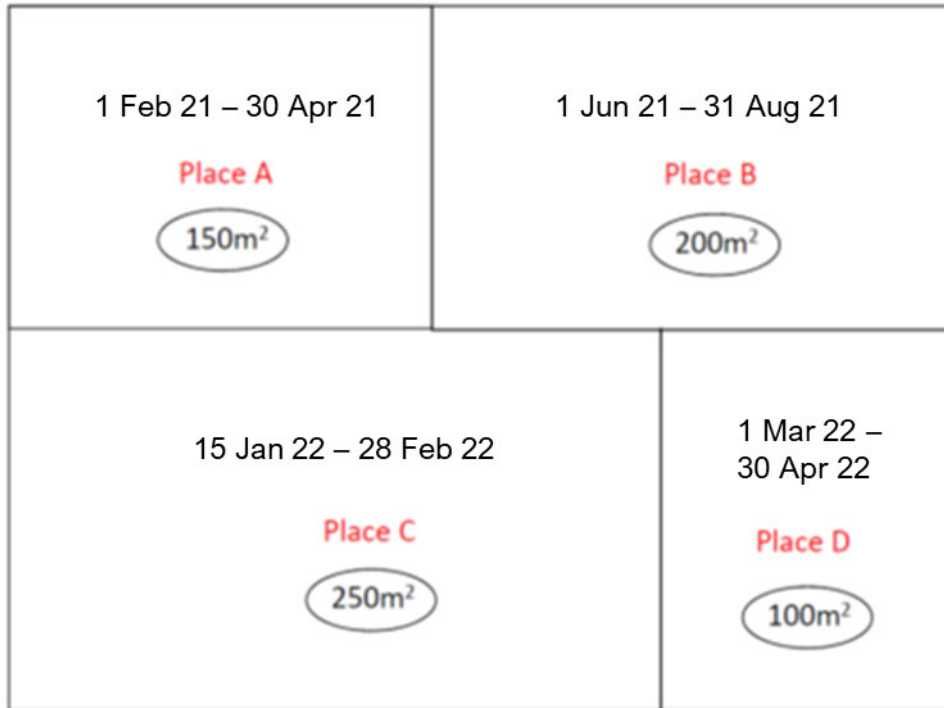 1 Feb 21 – 30 Apr 21
Place A
150m²
1 Jun 21 – 31 Aug 21
Place B
200m²
15 Jan 22 – 28 Feb 22
Place C
250m²
1 Mar 22 –
30 Apr 22
Place D
100m²